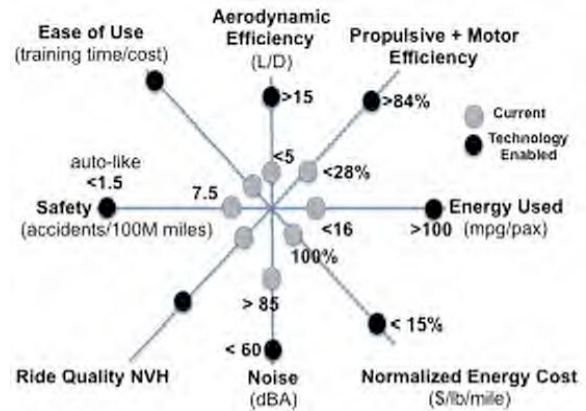 Aerodynamic
Efficiency
(L/D)
Ease of Use
(training time/cost)
Propulsive + Motor
Efficiency
>15
>84%
Current
Technology
Enabled
<5
<28%
auto-like
<1.5
7.5
Safety
(accidents/100M miles)
Energy Used
(mpg/pax)
<16
>100
100%
> 85
< 15%
< 60
Ride Quality NVH
Noise
(dBA)
Normalized Energy Cost
($/lb/mile)